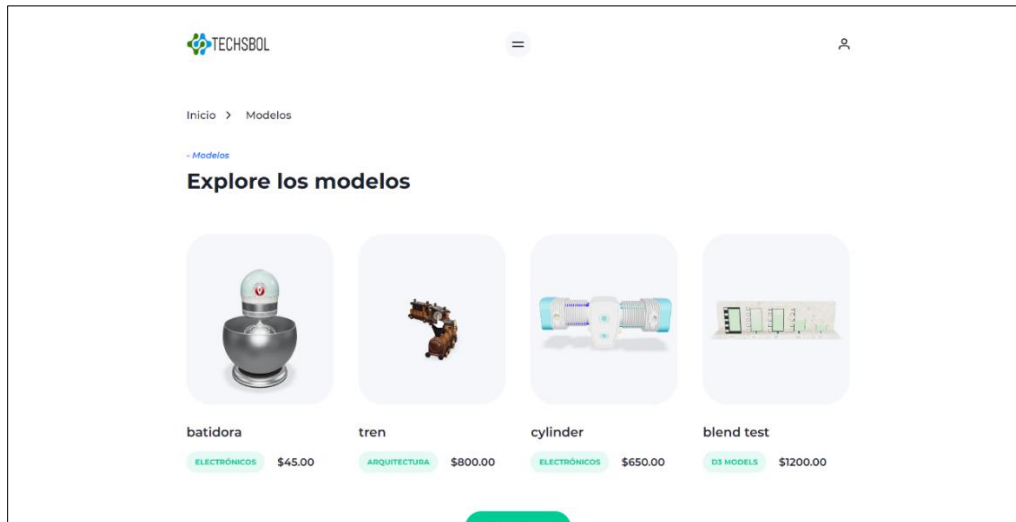 TECHSBOL
Inicio > Modelos
- Modelos
Explore los modelos
batidora
ELECTRÓNICOS $45.00
tren
ARQUITECTURA $800.00
cylinder
ELECTRÓNICOS $650.00
blend test
D3 MODELS $1200.00